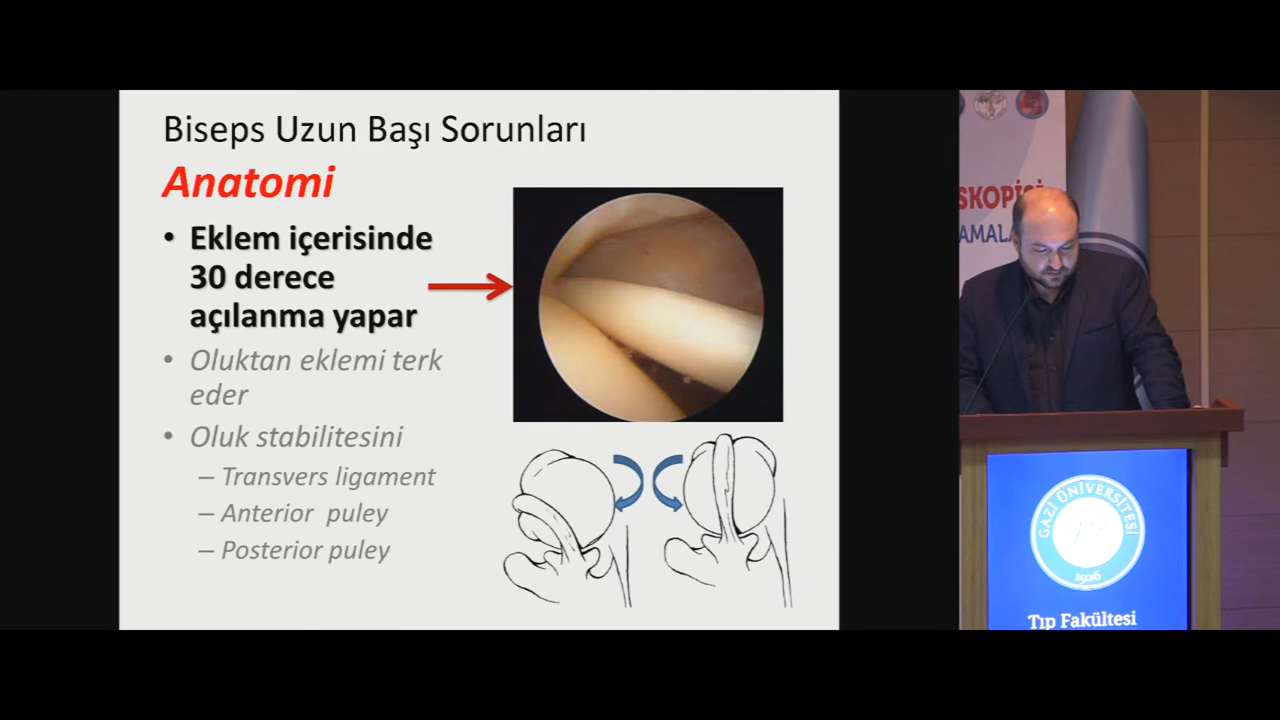 Biseps Uzun Başı Sorunları
Anatomi
• Eklem içerisinde
30 derece
açılanma yapar
• Oluktan eklemi terk
eder
• Oluk stabilitesini
– Transvers ligament
– Anterior puley
– Posterior puley
SKOPİSİ
AMALA
GAZİ ÜNİVERSİTESİ
1926
Tıp Fakültesi